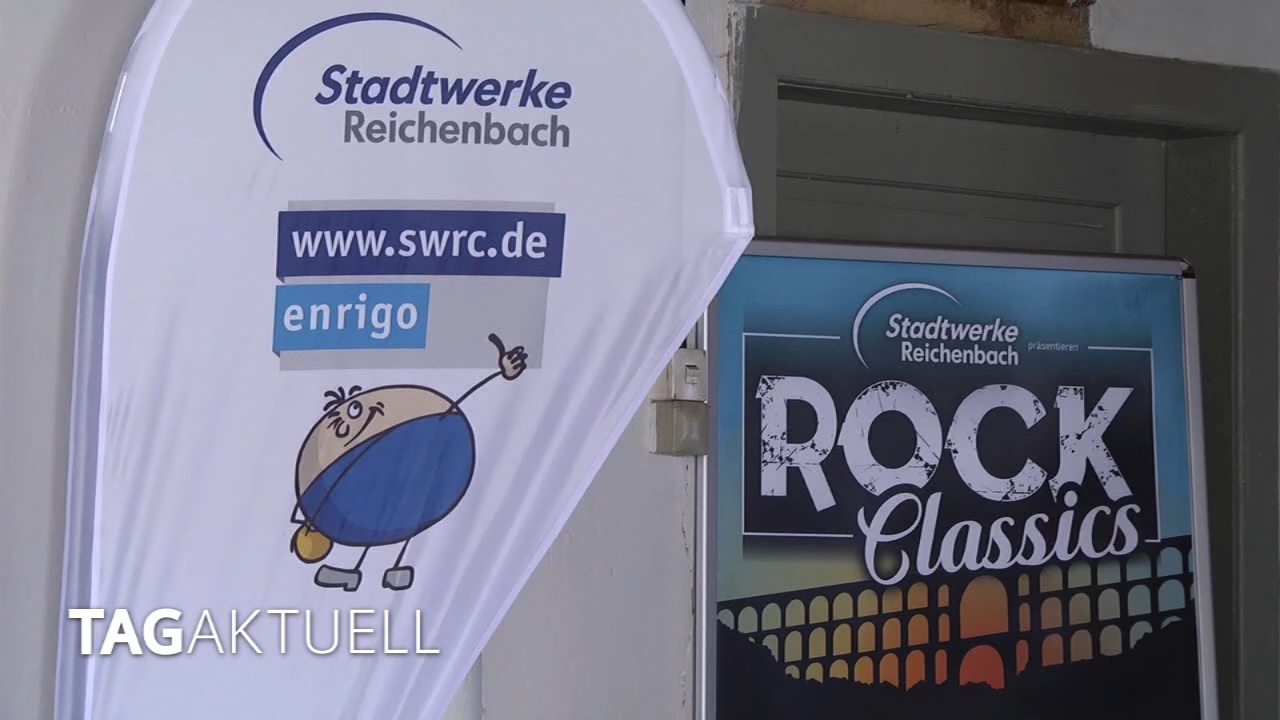 Stadtwerke
Reichenbach
www.swrc.de
enrigo
Stadtwerke
Reichenbach
präsentieren
ROCK
Classics
TAGAKTUELL